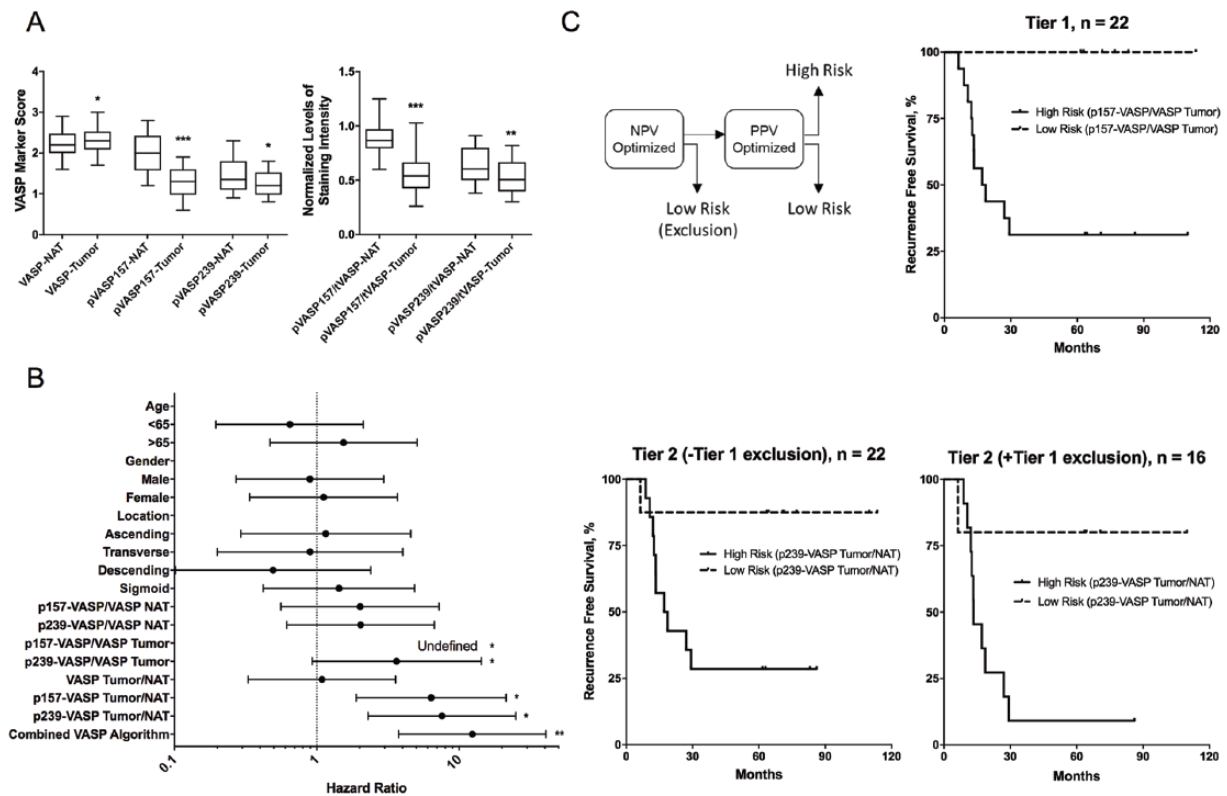 A
VASP Marker Score
4
3
2
1
0
*
***
*
VASP-NAT
VASP-Tumor
pVASP157-NAT
pVASP157-Tumor
pVASP239-NAT
pVASP239-Tumor
Normalized Levels of
Staining Intensity
1.5
1.0
0.5
0.0
***
**
pVASP157/tVASP-NAT
pVASP157/tVASP-Tumor
pVASP239/tVASP-NAT
pVASP239/tVASP-Tumor
B
Age
<65
>65
Gender
Male
Female
Location
Ascending
Transverse
Descending
Sigmoid
p157-VASP/VASP NAT
p239-VASP/VASP NAT
p157-VASP/VASP Tumor
Undefined *
p239-VASP/VASP Tumor
*
VASP Tumor/NAT
p157-VASP Tumor/NAT
*
p239-VASP Tumor/NAT
*
Combined VASP Algorithm
**
0.1
1
10
Hazard Ratio
C
NPV
Optimized
PPV
Optimized
High Risk
Low Risk
(Exclusion)
Low Risk
Tier 1, n = 22
Recurrence Free Survival, %
100
75
50
25
0
High Risk (p157-VASP/VASP Tumor)
Low Risk (p157-VASP/VASP Tumor)
0
30
60
90
120
Months
Tier 2 (-Tier 1 exclusion), n = 22
Recurrence Free Survival, %
100
75
50
25
0
High Risk (p239-VASP Tumor/NAT)
Low Risk (p239-VASP Tumor/NAT)
0
30
60
90
120
Months
Tier 2 (+Tier 1 exclusion), n = 16
100
75
50
25
0
High Risk (p239-VASP Tumor/NAT)
Low Risk (p239-VASP Tumor/NAT)
0
30
60
90
120
Months